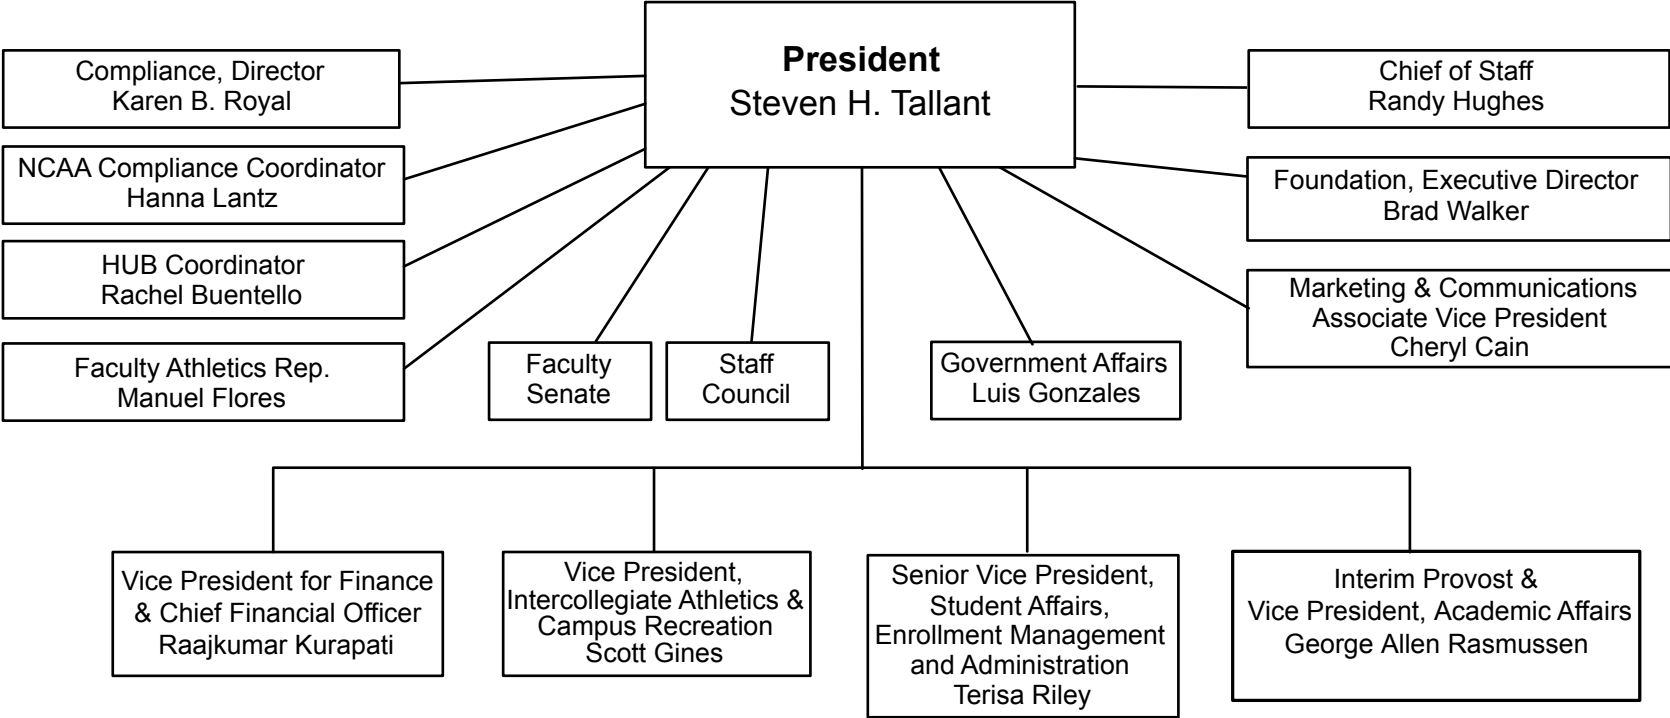 President
Steven H. Tallant
Compliance, Director
Karen B. Royal
NCAA Compliance Coordinator
Hanna Lantz
HUB Coordinator
Rachel Buentello
Faculty Athletics Rep.
Manuel Flores
Faculty
Senate
Staff
Council
Government Affairs
Luis Gonzales
Chief of Staff
Randy Hughes
Foundation, Executive Director
Brad Walker
Marketing & Communications
Associate Vice President
Cheryl Cain
Vice President for Finance
& Chief Financial Officer
Raajkumar Kurapati
Vice President,
Intercollegiate Athletics &
Campus Recreation
Scott Gines
Senior Vice President,
Student Affairs,
Enrollment Management
and Administration
Terisa Riley
Interim Provost &
Vice President, Academic Affairs
George Allen Rasmussen